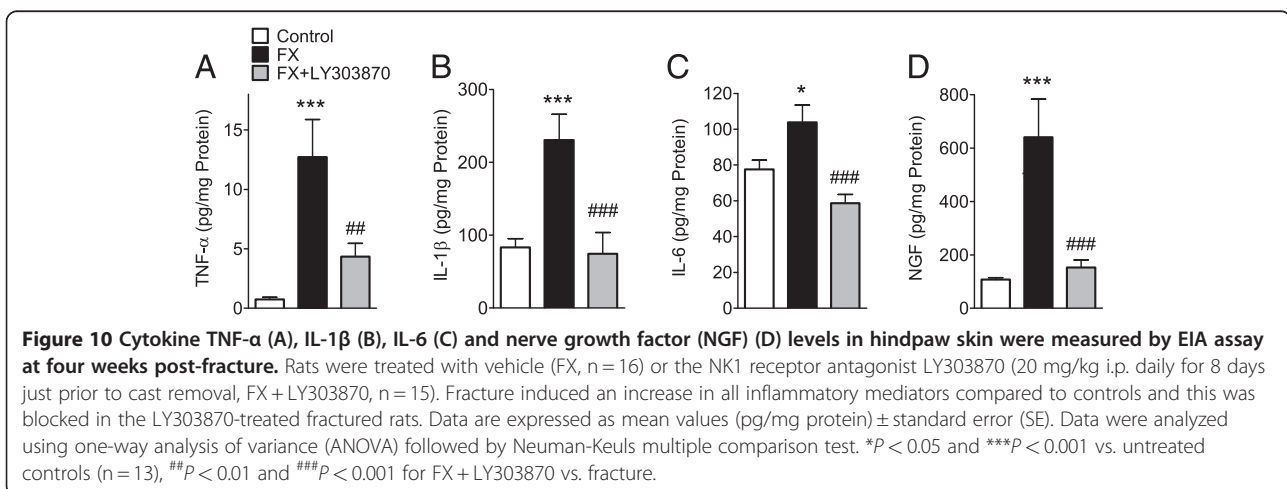 Control
FX
FX+LY303870
A
TNF-α (pg/mg Protein)
15
10
5
0
***
##
B
IL-1β (pg/mg Protein)
300
200
100
0
***
###
C
IL-6 (pg/mg Protein)
120
100
80
60
40
20
0
*
###
D
NGF (pg/mg Protein)
800
600
400
200
0
***
###
Figure 10 Cytokine TNF-α (A), IL-1β (B), IL-6 (C) and nerve growth factor (NGF) (D) levels in hindpaw skin were measured by EIA assay
at four weeks post-fracture. Rats were treated with vehicle (FX, n = 16) or the NK1 receptor antagonist LY303870 (20 mg/kg i.p. daily for 8 days
just prior to cast removal, FX + LY303870, n = 15). Fracture induced an increase in all inflammatory mediators compared to controls and this was
blocked in the LY303870-treated fractured rats. Data are expressed as mean values (pg/mg protein) ± standard error (SE). Data were analyzed
using one-way analysis of variance (ANOVA) followed by Neuman-Keuls multiple comparison test. *P < 0.05 and ***P < 0.001 vs. untreated
controls (n = 13), ##P < 0.01 and ###P < 0.001 for FX + LY303870 vs. fracture.